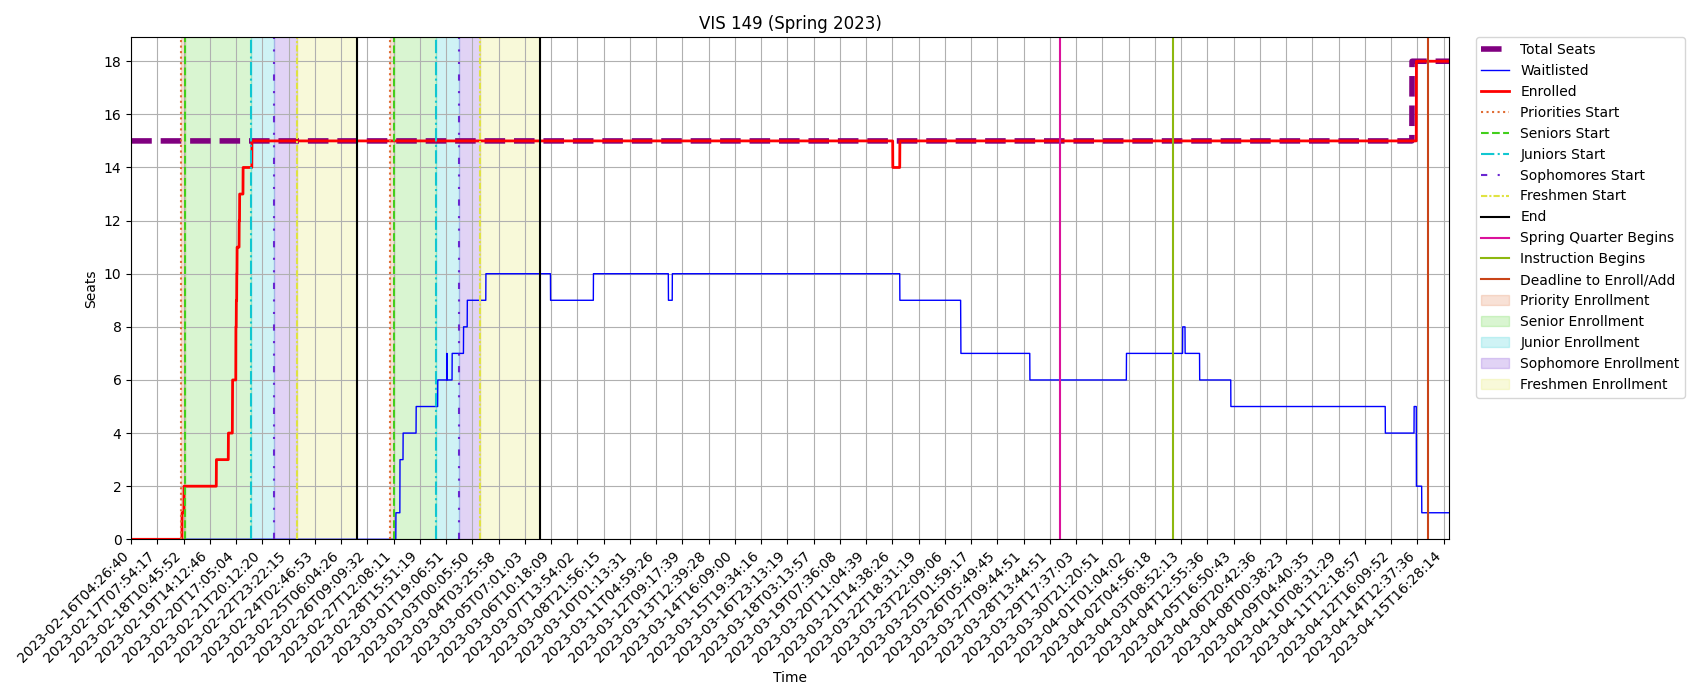 VIS 149 (Spring 2023)
Seats
18
16
14
12
10
8
6
4
2
0
2023-02-16T04:26:40
2023-02-17T07:54:17
2023-02-18T10:45:52
2023-02-19T14:12:46
2023-02-20T17:05:04
2023-02-21T20:12:20
2023-02-22T23:22:15
2023-02-24T02:46:53
2023-02-25T06:04:26
2023-02-26T09:09:32
2023-02-27T12:08:11
2023-02-28T15:51:19
2023-03-01T19:06:51
2023-03-03T00:05:50
2023-03-04T03:25:58
2023-03-05T07:01:03
2023-03-06T10:18:09
2023-03-07T13:54:02
2023-03-08T21:56:15
2023-03-10T01:13:31
2023-03-11T04:59:26
2023-03-12T09:17:39
2023-03-13T12:39:28
2023-03-14T16:09:00
2023-03-15T19:34:16
2023-03-16T23:13:19
2023-03-18T03:13:57
2023-03-19T07:36:08
2023-03-20T11:04:39
2023-03-21T14:38:26
2023-03-22T18:31:19
2023-03-23T22:09:06
2023-03-25T01:59:17
2023-03-26T05:49:45
2023-03-27T09:44:51
2023-03-28T13:44:51
2023-03-29T17:37:03
2023-03-30T21:20:51
2023-04-01T01:04:02
2023-04-02T04:56:18
2023-04-03T08:52:13
2023-04-04T12:55:36
2023-04-05T16:50:43
2023-04-06T20:42:36
2023-04-08T00:38:23
2023-04-09T04:40:35
2023-04-10T08:31:29
2023-04-11T12:18:57
2023-04-12T16:09:52
2023-04-14T12:37:36
2023-04-15T16:28:14
Time
Total Seats
Waitlisted
Enrolled
Priorities Start
Seniors Start
Juniors Start
Sophomores Start
Freshmen Start
End
Spring Quarter Begins
Instruction Begins
Deadline to Enroll/Add
Priority Enrollment
Senior Enrollment
Junior Enrollment
Sophomore Enrollment
Freshmen Enrollment